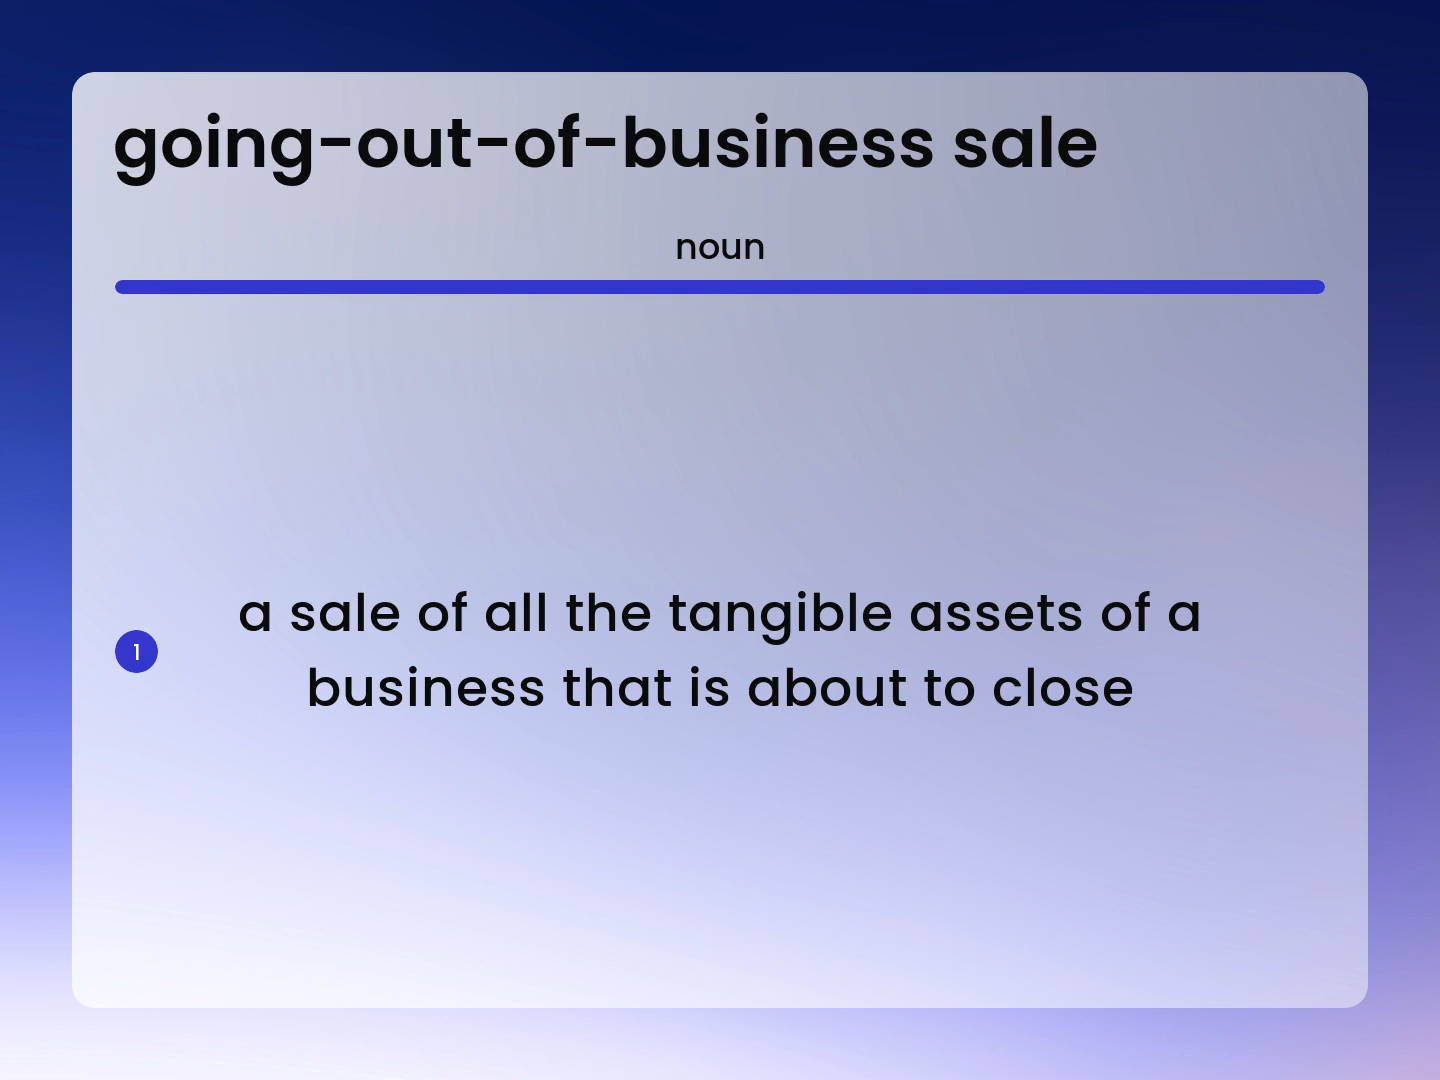 going-out-of-business sale
noun
1
a sale of all the tangible assets of a
business that is about to close